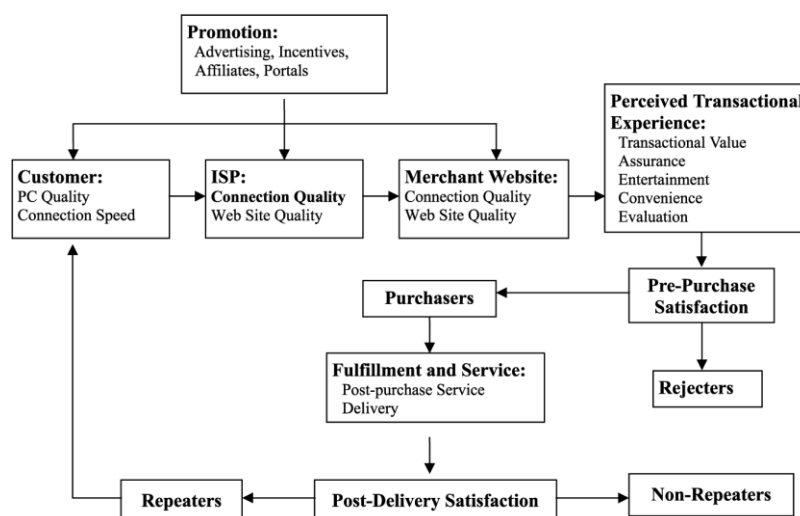 Promotion:
Advertising, Incentives,
Affiliates, Portals
Customer:
PC Quality
Connection Speed
ISP:
Connection Quality
Web Site Quality
Merchant Website:
Connection Quality
Web Site Quality
Perceived Transactional
Experience:
Transactional Value
Assurance
Entertainment
Convenience
Evaluation
Purchasers
Pre-Purchase
Satisfaction
Fulfillment and Service:
Post-purchase Service
Delivery
Rejecters
Repeaters
Post-Delivery Satisfaction
Non-Repeaters